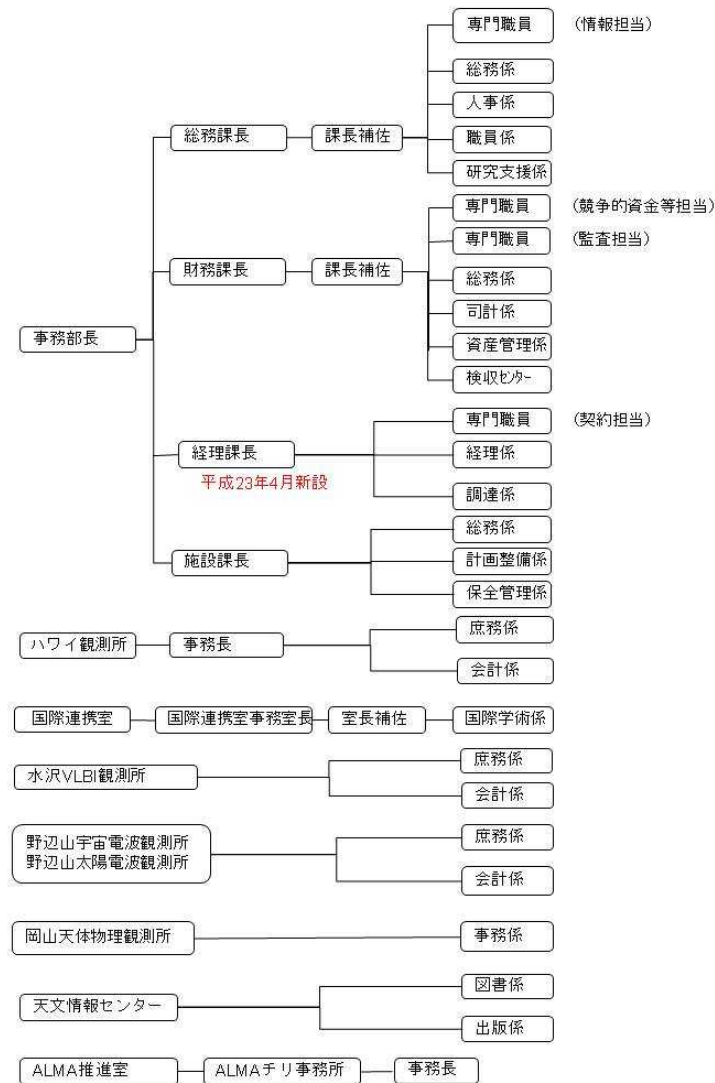 専門職員 (情報担当)
総務係
人事係
総務課長 課長補佐 職員係
研究支援係
専門職員 (競争的資金等担当)
専門職員 (監査担当)
財務課長 課長補佐 総務係
司計係
事務部長 資産管理係
検収センター
専門職員 (契約担当)
経理課長 経理係
平成23年4月新設
調達係
総務係
施設課長 計画整備係
保全管理係
ハワイ観測所 事務長 庶務係
会計係
国際連携室 国際連携室事務室長 室長補佐 国際学術係
水沢VLBI観測所 庶務係
会計係
野辺山宇宙電波観測所 庶務係
野辺山太陽電波観測所
会計係
岡山天体物理観測所 事務係
天文情報センター 図書係
出版係
ALMA推進室 ALMAチリ事務所 事務長